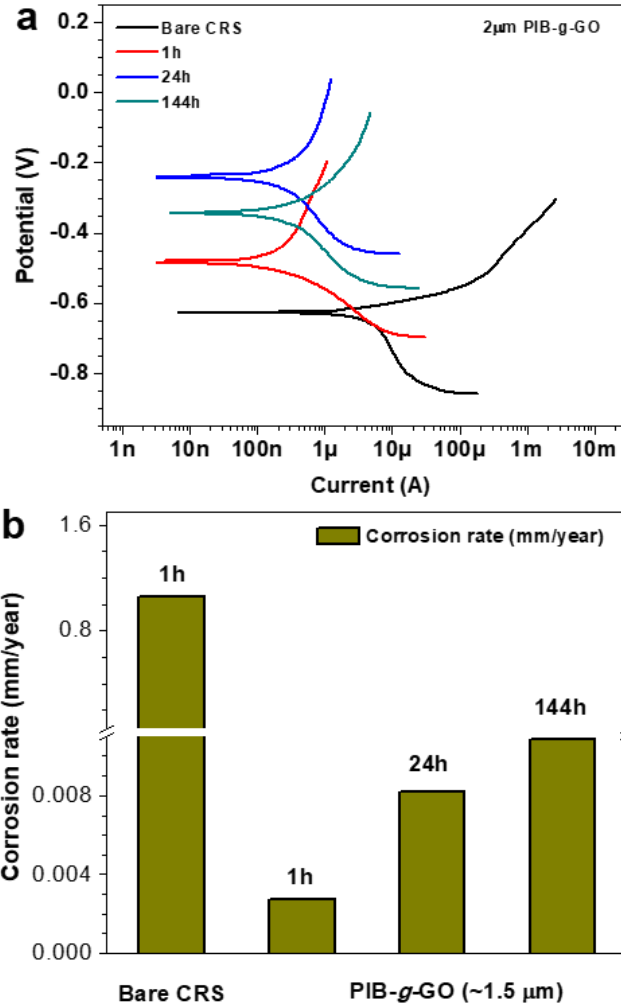 a
Bare CRS
1h
24h
144h
2μm PIB-g-GO
0.2
0.0
-0.2
-0.4
-0.6
-0.8
Potential (V)
1n 10n 100n 1μ 10μ 100μ 1m 10m
Current (A)
b
Corrosion rate (mm/year)
1.6
0.8
0.008
0.004
0.000
Corrosion rate (mm/year)
1h
1h
24h
144h
Bare CRS PIB-g-GO (~1.5 μm)